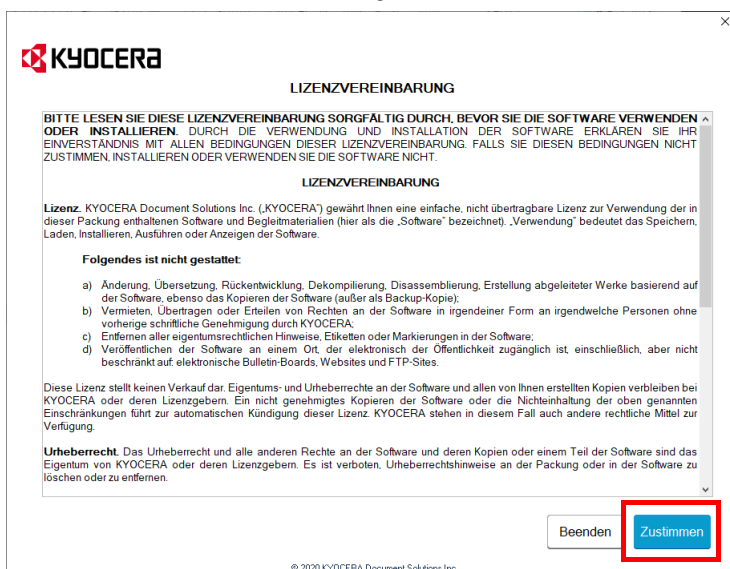 KYOCERA
LIZENZVEREINBARUNG
BITTE LESEN SIE DIESE LIZENZVEREINBARUNG SORGFÄLTIG DURCH, BEVOR SIE DIE SOFTWARE VERWENDEN
ODER INSTALLIEREN. DURCH DIE VERWENDUNG UND INSTALLATION DER SOFTWARE ERKLÄREN SIE IHR
EINVERSTÄNDNIS MIT ALLEN BEDINGUNGEN DIESER LIZENZVEREINBARUNG. FALLS SIE DIESEN BEDINGUNGEN NICHT
ZUSTIMMEN, INSTALLIEREN ODER VERWENDEN SIE DIE SOFTWARE NICHT.
LIZENZVEREINBARUNG
Lizenz. KYOCERA Document Solutions Inc. („KYOCERA") gewährt Ihnen eine einfache, nicht übertragbare Lizenz zur Verwendung der in
dieser Packung enthaltenen Software und Begleitmaterialien (hier als die „Software" bezeichnet). „Verwendung" bedeutet das Speichern,
Laden, Installieren, Ausführen oder Anzeigen der Software.
Folgendes ist nicht gestattet:
a) Änderung, Übersetzung, Rückentwicklung, Dekompilierung, Disassemblierung, Erstellung abgeleiteter Werke basierend auf
der Software, ebenso das Kopieren der Software (außer als Backup-Kopie);
b) Vermieten, Übertragen oder Erteilen von Rechten an der Software in irgendeiner Form an irgendwelche Personen ohne
vorherige schriftliche Genehmigung durch KYOCERA;
c) Entfernen aller eigentumsrechtlichen Hinweise, Etiketten oder Markierungen in der Software;
d) Veröffentlichen der Software an einem Ort, der elektronisch der Öffentlichkeit zugänglich ist, einschließlich, aber nicht
beschränkt auf: elektronische Bulletin-Boards, Websites und FTP-Sites.
Diese Lizenz stellt keinen Verkauf dar. Eigentums- und Urheberrechte an der Software und allen von Ihnen erstellten Kopien verbleiben bei
KYOCERA oder deren Lizenzgebern. Ein nicht genehmigtes Kopieren der Software oder die Nichteinhaltung der oben genannten
Einschränkungen führt zur automatischen Kündigung dieser Lizenz. KYOCERA stehen in diesem Fall auch andere rechtliche Mittel zur
Verfügung.
Urheberrecht. Das Urheberrecht und alle anderen Rechte an der Software und deren Kopien oder einem Teil der Software sind das
Eigentum von KYOCERA oder deren Lizenzgebern. Es ist verboten, Urheberrechtshinweise an der Packung oder in der Software zu
löschen oder zu entfernen.
Beenden
Zustimmen
© 2020 KYOCERA Document Solutions Inc.